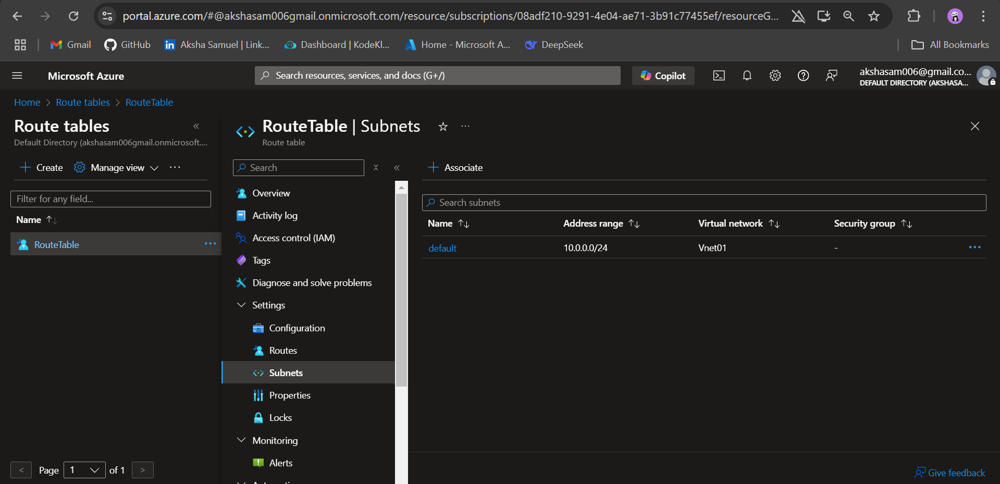 portal.azure.com/#@akshasam006gmail.onmicrosoft.com/resource/subscriptions/08adf210-9291-4e04-ae71-3b91c77455ef/resourceG...
Gmail GitHub Aksha Samuel | Link... Dashboard | KodeKl... Home - Microsoft A... DeepSeek All Bookmarks
Microsoft Azure Search resources, services, and docs (G+/) Copilot akshasam006@gmail.co...
DEFAULT DIRECTORY (AKSHASA...
Home > Route tables > RouteTable
Route tables «
Default Directory (akshasam006gmail.onmicrosoft....
+ Create Manage view ...
Filter for any field...
Name ↑↓
RouteTable ...
< Page 1 of 1 >
RouteTable | Subnets ...
Route table
Search «
Overview
Activity log
Access control (IAM)
Tags
Diagnose and solve problems
Settings
Configuration
Routes
Subnets
Properties
Locks
Monitoring
Alerts
+ Associate
Search subnets
Name ↑↓ Address range ↑↓ Virtual network ↑↓ Security group ↑↓
default 10.0.0.0/24 Vnet01 - ...
Give feedback